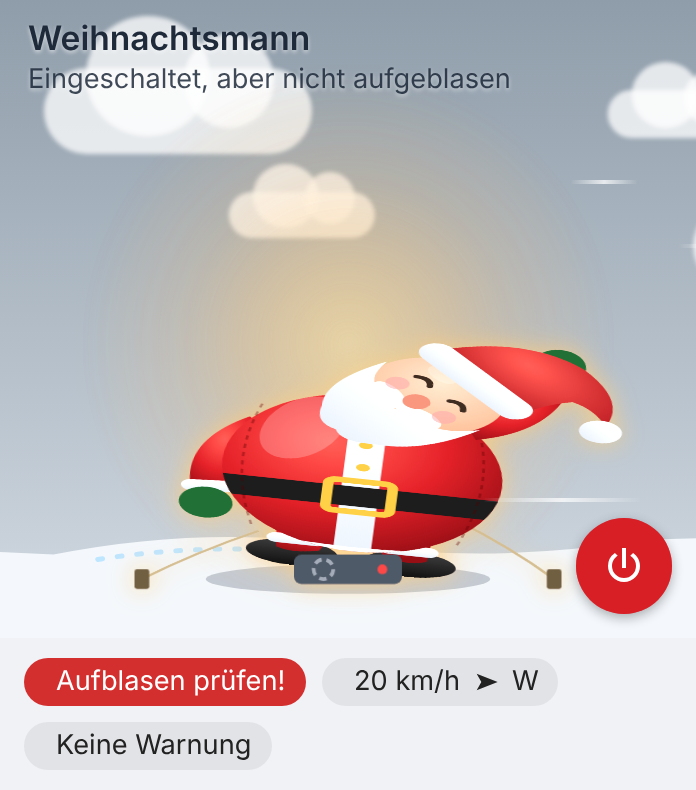 Weihnachtsmann
Eingeschaltet, aber nicht aufgeblasen
Aufblasen prüfen!
20 km/h ➤ W
Keine Warnung